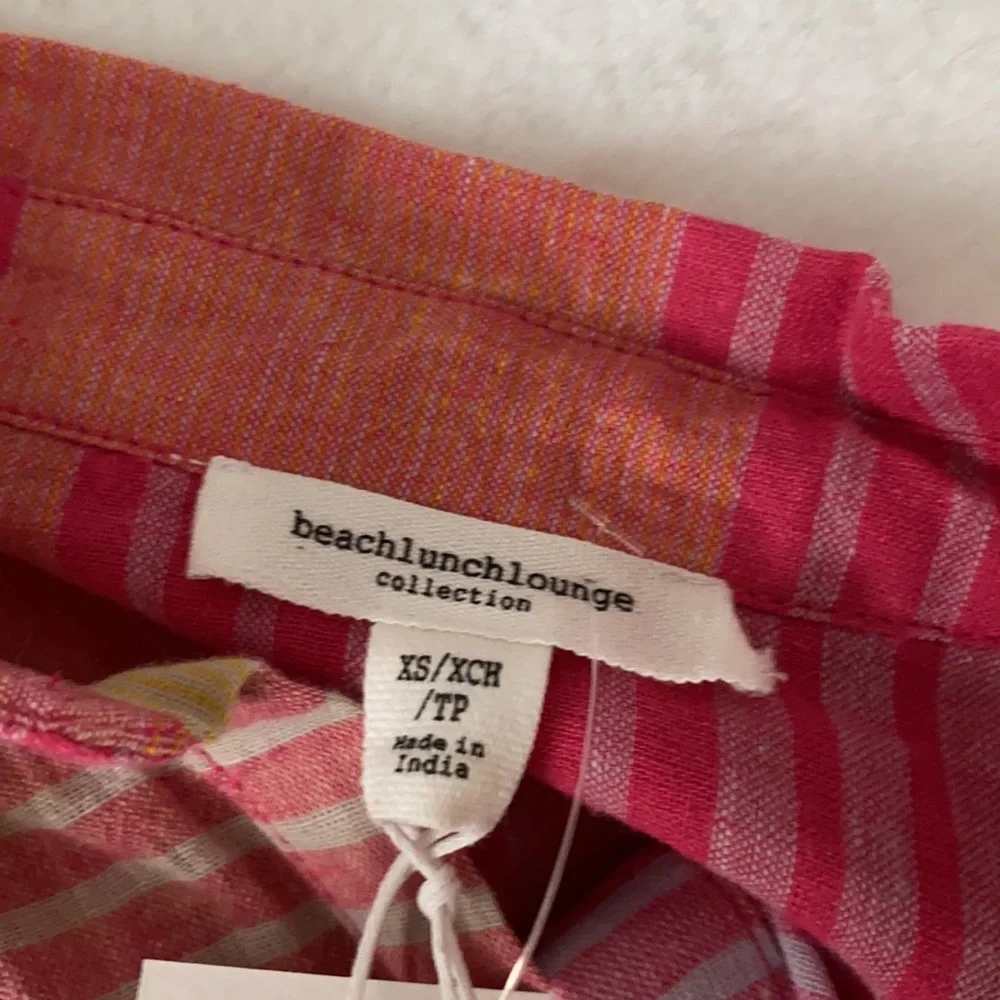 beachlunchlounge
collection
XS/XCH
/TP
Made in
India